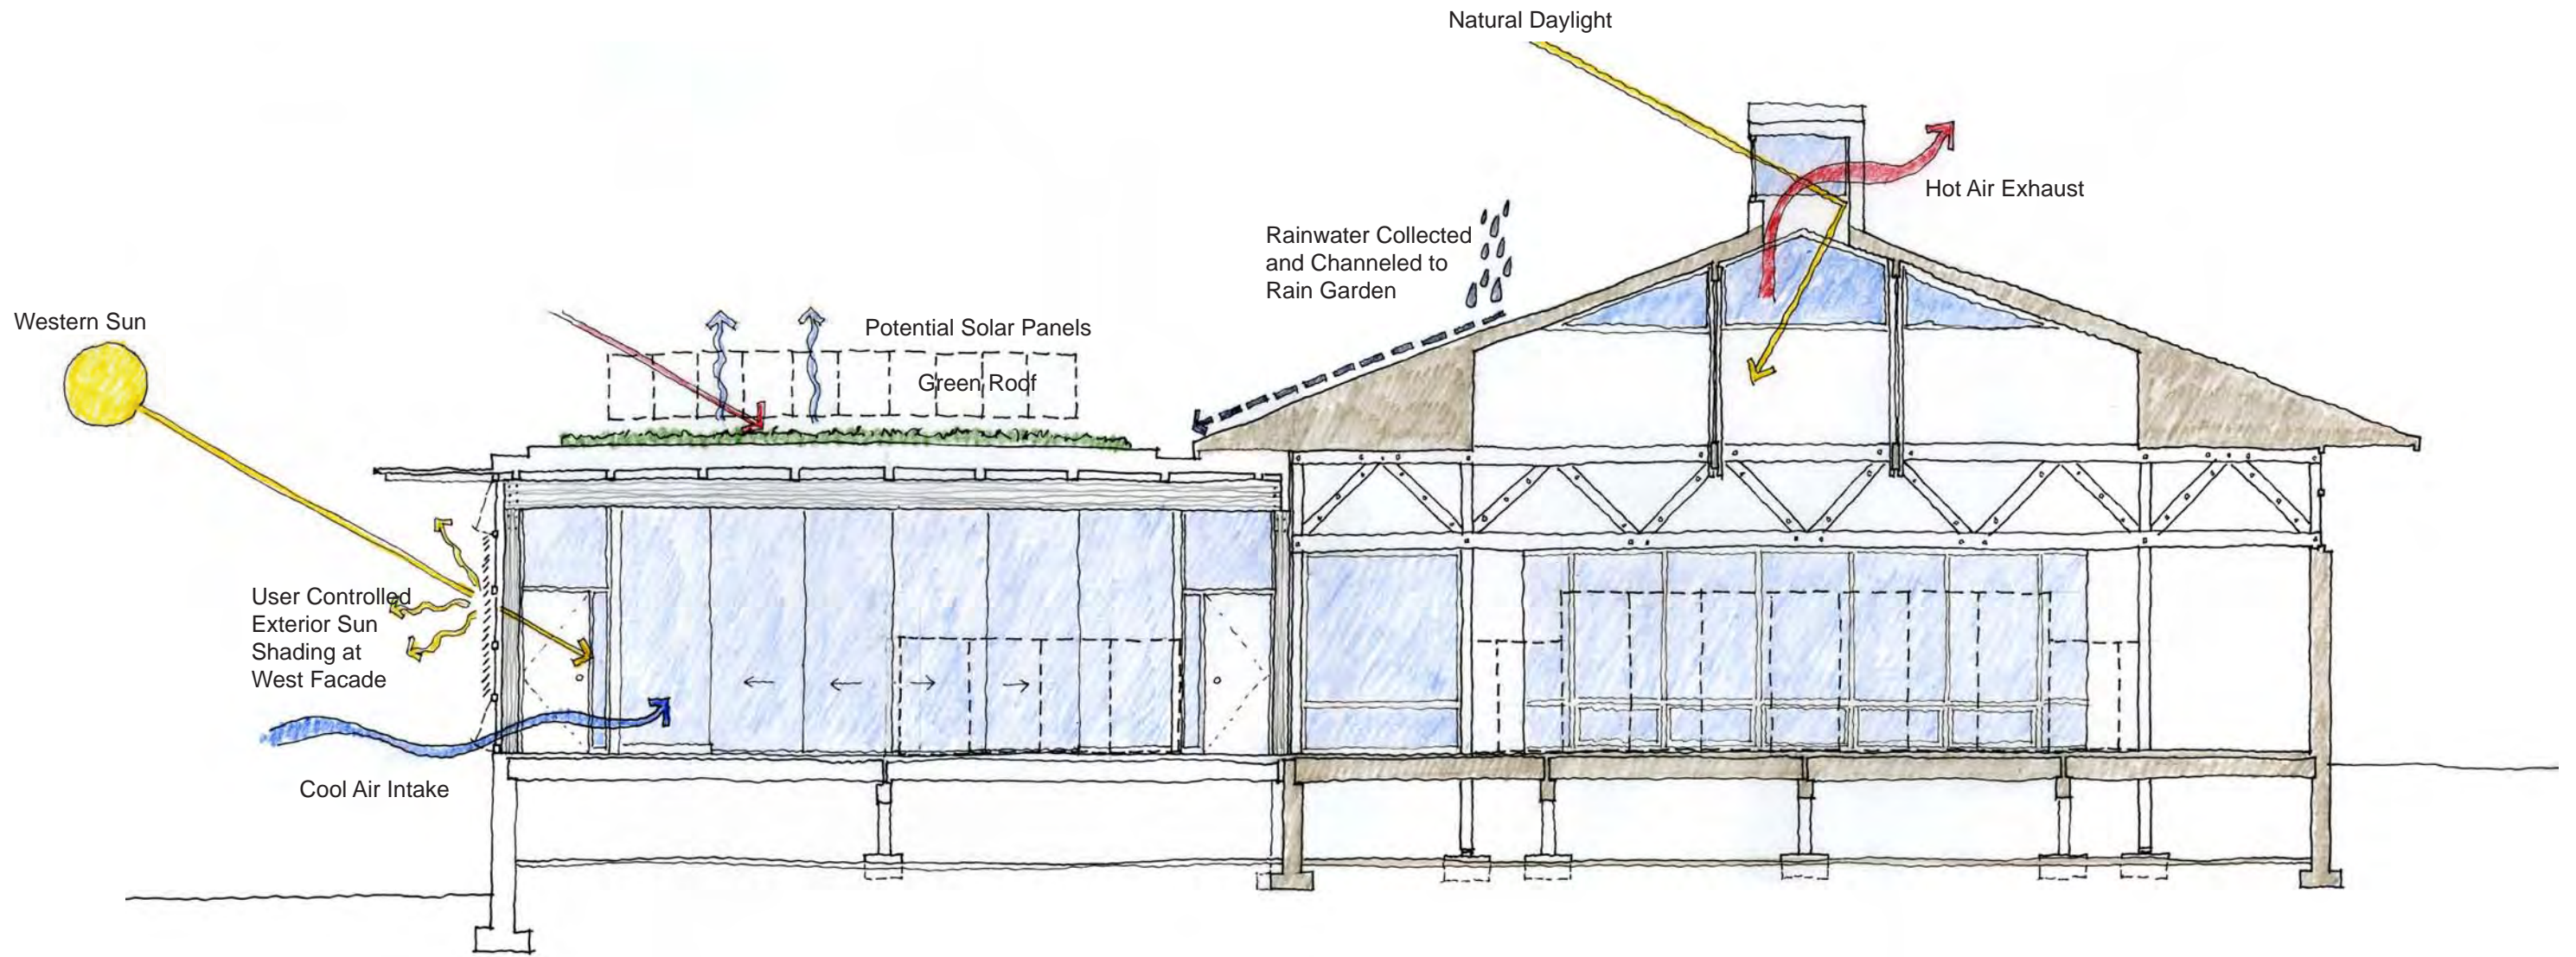 Natural Daylight
Hot Air Exhaust
Rainwater Collected
and Channeled to
Rain Garden
Western Sun
Potential Solar Panels
Green Roof
User Controlled
Exterior Sun
Shading at
West Facade
Cool Air Intake